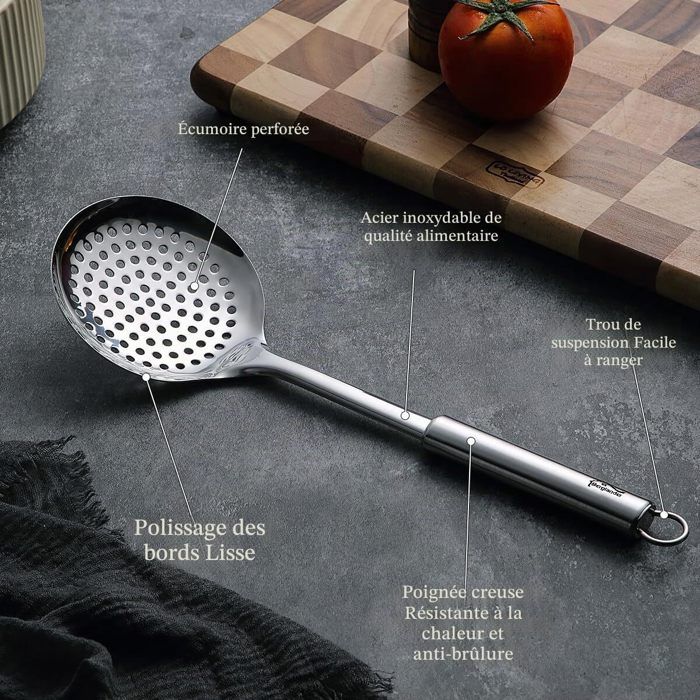 Écumoire perforée
Acier inoxydable de
qualité alimentaire
Trou de
suspension Facile
à ranger
Polissage des
bords Lisse
Poignée creuse
Résistante à la
chaleur et
anti-brûlure